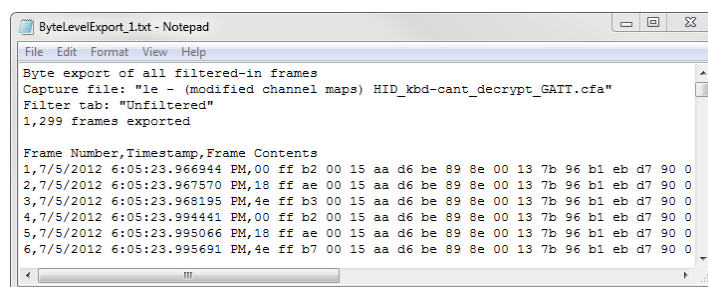 ByteLevelExport_1.txt - Notepad
File Edit Format View Help
Byte export of all filtered-in frames
Capture file: "le - (modified channel maps) HID_kbd-cant_decrypt_GATT.cfa"
Filter tab: "Unfiltered"
1,299 frames exported
Frame Number,Timestamp,Frame Contents
1,7/5/2012 6:05:23.966944 PM,00 ff b2 00 15 aa d6 be 89 8e 00 13 7b 96 b1 eb d7 90 0
2,7/5/2012 6:05:23.967570 PM,18 ff ae 00 15 aa d6 be 89 8e 00 13 7b 96 b1 eb d7 90 0
3,7/5/2012 6:05:23.968195 PM,4e ff b3 00 15 aa d6 be 89 8e 00 13 7b 96 b1 eb d7 90 0
4,7/5/2012 6:05:23.994441 PM,00 ff b2 00 15 aa d6 be 89 8e 00 13 7b 96 b1 eb d7 90 0
5,7/5/2012 6:05:23.995066 PM,18 ff ae 00 15 aa d6 be 89 8e 00 13 7b 96 b1 eb d7 90 0
6,7/5/2012 6:05:23.995691 PM,4e ff b7 00 15 aa d6 be 89 8e 00 13 7b 96 b1 eb d7 90 0